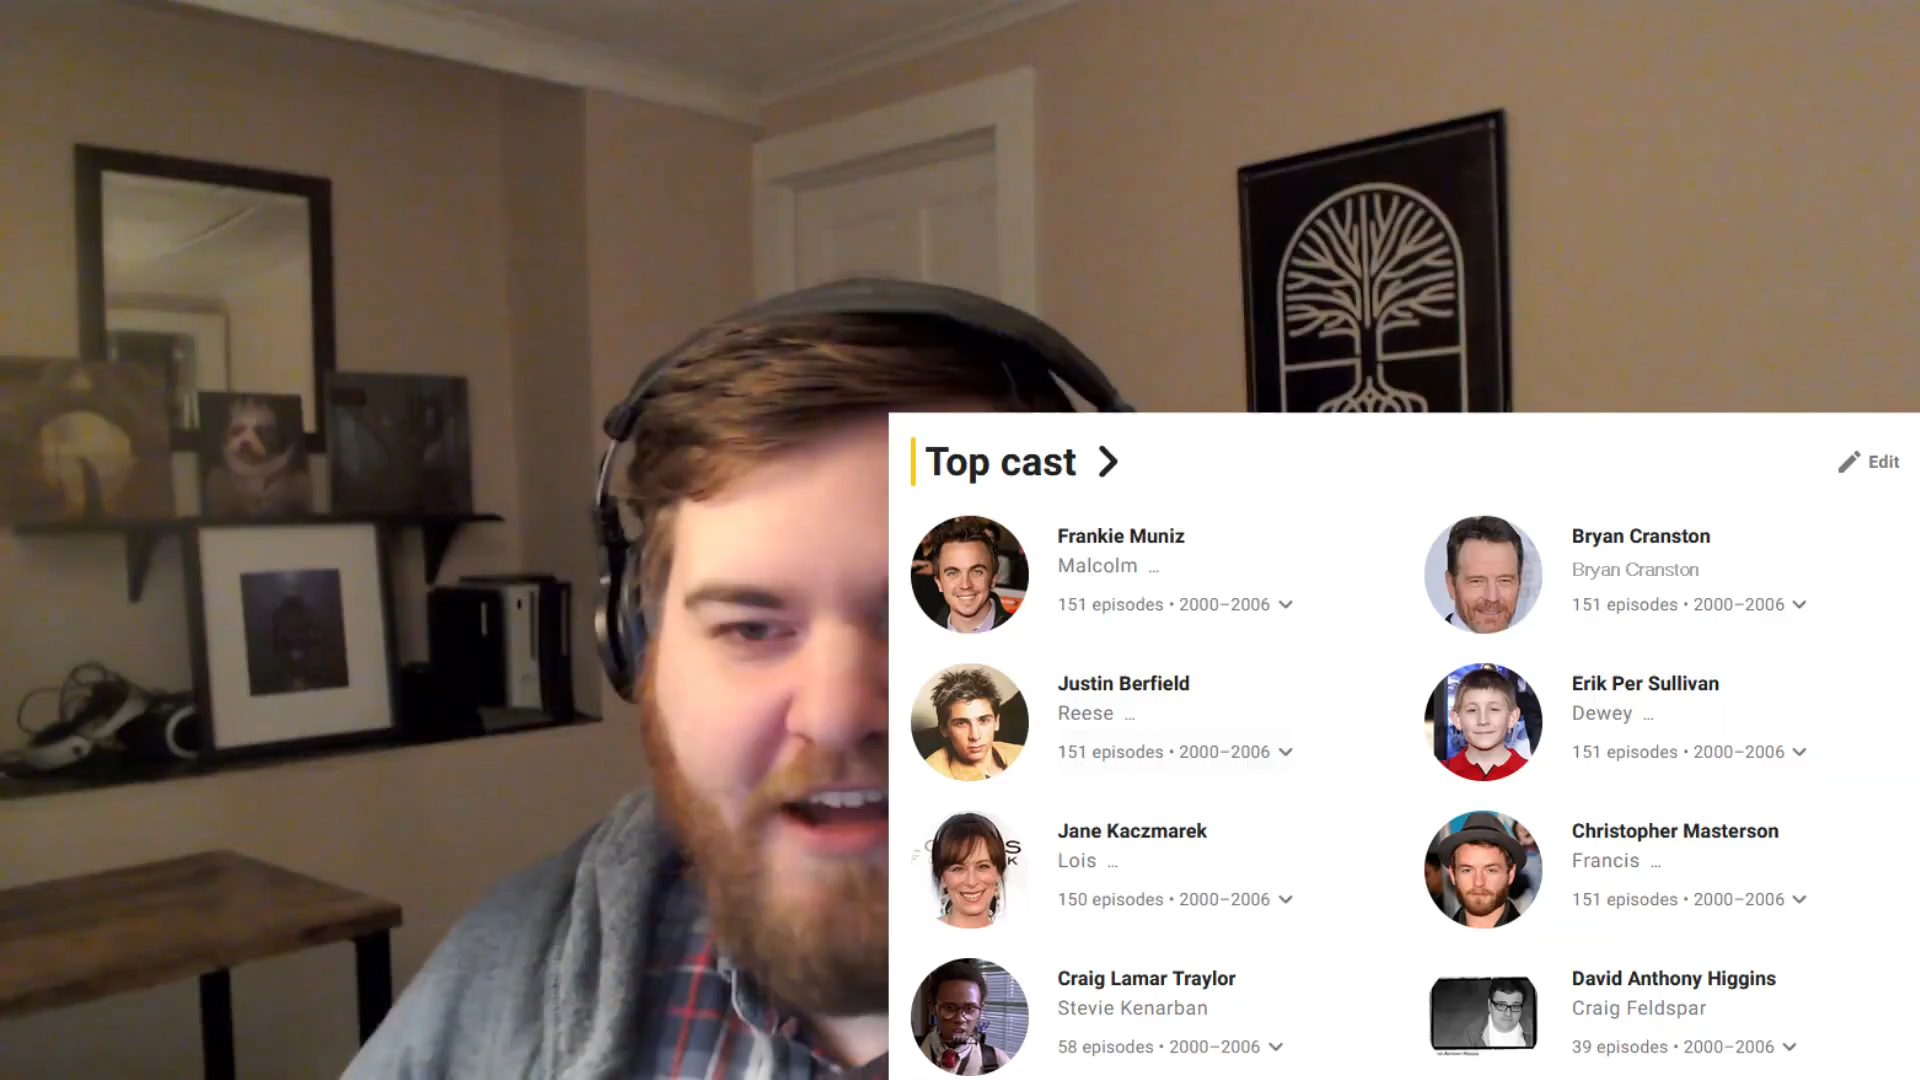 Top cast
Edit
Frankie Muniz
Malcolm ...
151 episodes • 2000–2006
Bryan Cranston
Bryan Cranston
151 episodes • 2000–2006
Justin Berfield
Reese ...
151 episodes • 2000–2006
Erik Per Sullivan
Dewey ...
151 episodes • 2000–2006
Jane Kaczmarek
Lois ...
150 episodes • 2000–2006
Christopher Masterson
Francis ...
151 episodes • 2000–2006
Craig Lamar Traylor
Stevie Kenarban
58 episodes • 2000–2006
David Anthony Higgins
Craig Feldspar
39 episodes • 2000–2006